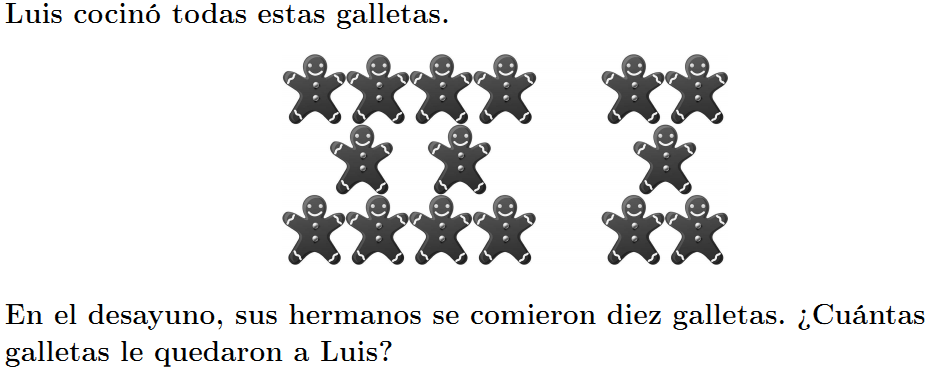 Luis cocinó todas estas galletas.
En el desayuno, sus hermanos se comieron diez galletas. ¿Cuántas
galletas le quedaron a Luis?